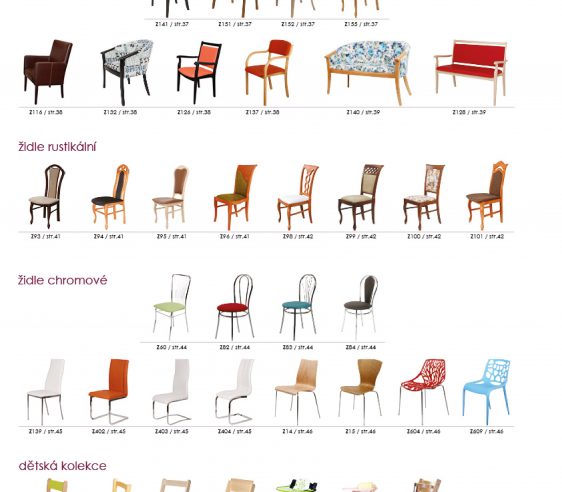 Z141 / str.37 Z151 / str.37 Z152 / str.37 Z155 / str.37
Z116 / str.38 Z132 / str.38 Z126 / str.38 Z137 / str.38 Z140 / str.39 Z128 / str.39
židle rustikální
Z93 / str.41 Z94 / str.41 Z95 / str.41 Z96 / str.41 Z98 / str.42 Z99 / str.42 Z100 / str.42 Z101 / str.42
židle chromové
Z60 / str.44 Z82 / str.44 Z83 / str.44 Z84 / str.44
Z139 / str.45 Z402 / str.45 Z403 / str.45 Z404 / str.45 Z14 / str.46 Z15 / str.46 Z604 / str.46 Z609 / str.46
dětská kolekce